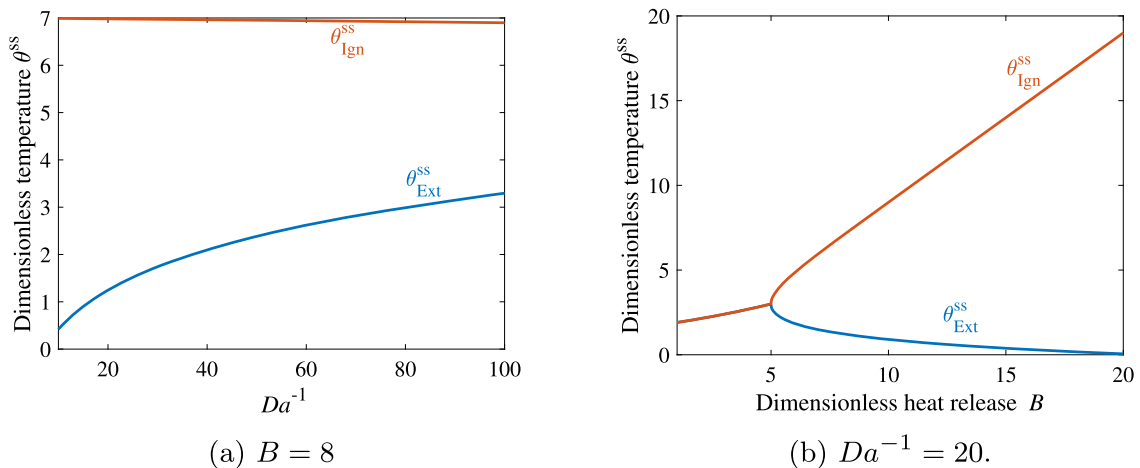 Dimensionless temperature θ^ss
7
6
5
4
3
2
1
0
θ^ss_Ign
θ^ss_Ext
20 40 60 80 100
Da^-1
(a) B = 8
Dimensionless temperature θ^ss
20
15
10
5
0
θ^ss_Ign
θ^ss_Ext
5 10 15 20
Dimensionless heat release B
(b) Da^-1 = 20.